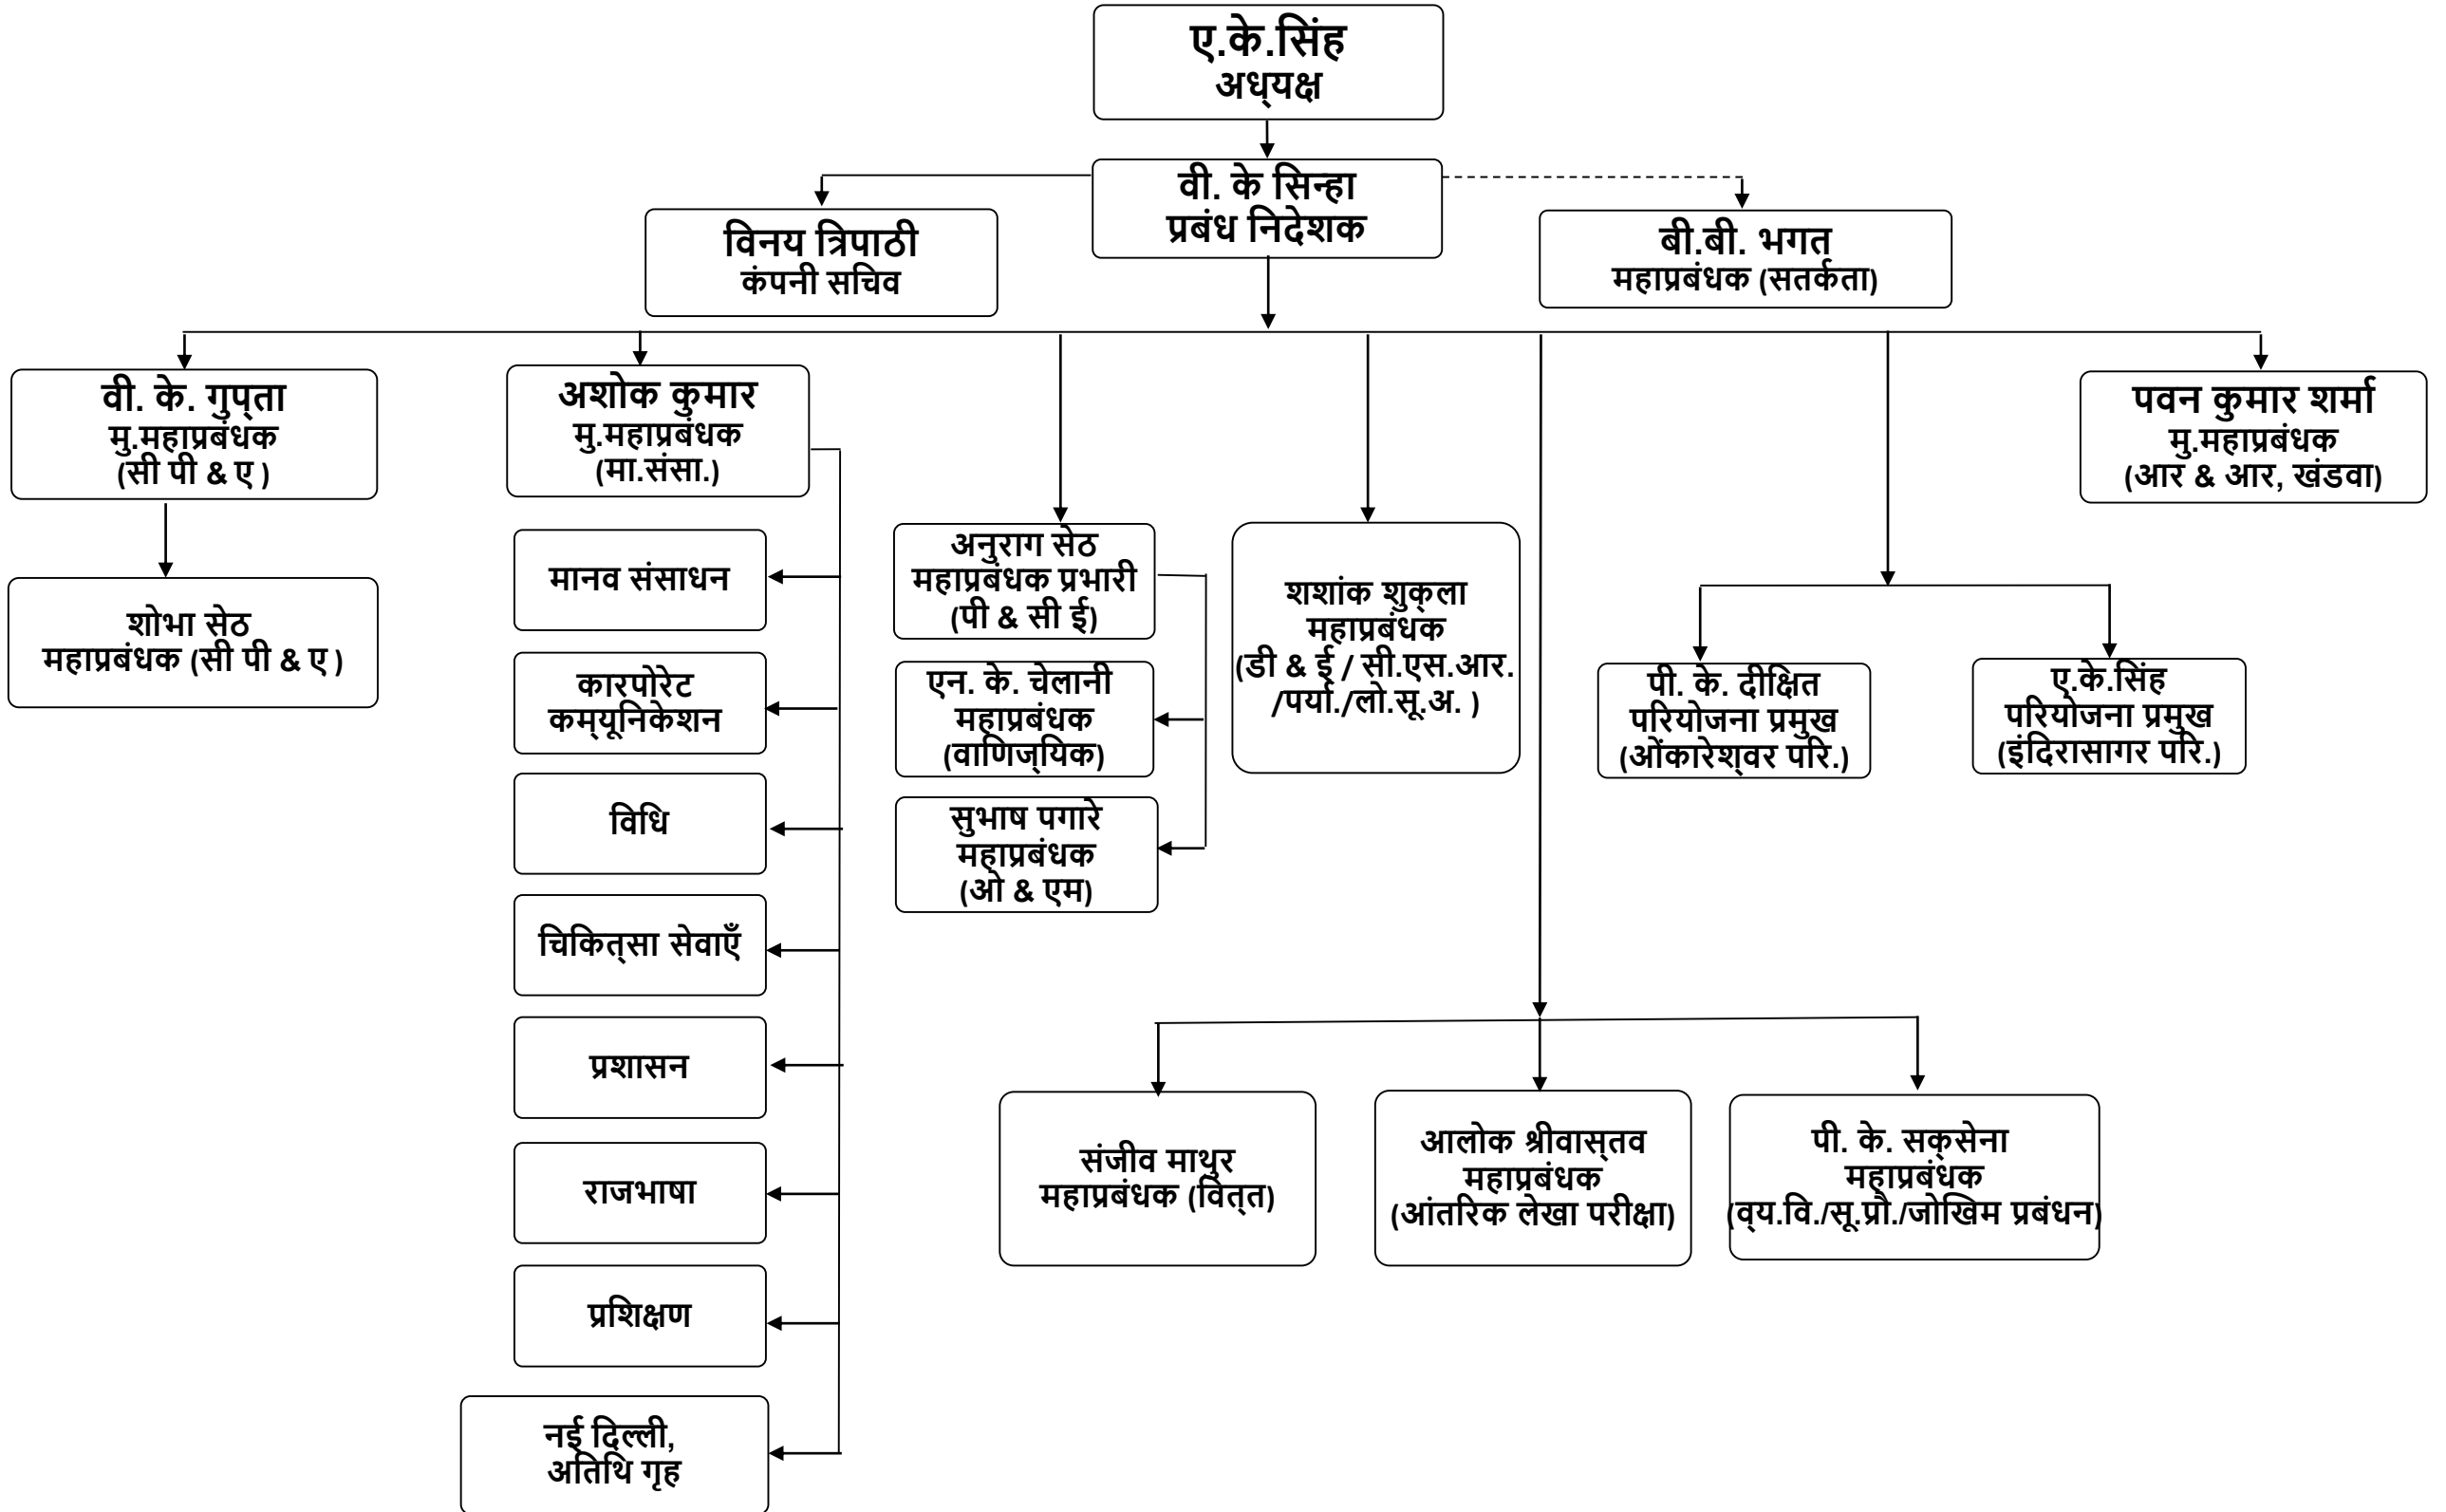 ए.के.सिंह
अध्‍यक्ष
वी. के सिन्हा
प्रबंध निदेशक
विनय त्रिपाठी
कंपनी सचिव
बी.बी. भगत
महाप्रबंधक (सतर्कता)
वी. के. गुप्‍ता
मु.महाप्रबंधक
(सी पी & ए )
अशोक कुमार
मु.महाप्रबंधक
(मा.संसा.)
पवन कुमार शर्मा
मु.महाप्रबंधक
(आर & आर, खंडवा)
शोभा सेठ
महाप्रबंधक (सी पी & ए )
मानव संसाधन
कारपोरेट
कम्‍यूनिकेशन
विधि
चिकित्‍सा सेवाएँ
प्रशासन
राजभाषा
प्रशिक्षण
नई दिल्ली,
अतिथि गृह
अनुराग सेठ
महाप्रबंधक प्रभारी
(पी & सी ई)
एन. के. चेलानी
महाप्रबंधक
(वाणिज्‍यिक)
सुभाष पगारे
महाप्रबंधक
(ओ & एम)
शशांक शुक्‍ला
महाप्रबंधक
(डी & ई / सी.एस.आर.
/पर्या./लो.सू.अ. )
पी. के. दीक्षित
परियोजना प्रमुख
(ओंकारेश्‍वर परि.)
ए.के.सिंह
परियोजना प्रमुख
(इंदिरासागर परि.)
संजीव माथुर
महाप्रबंधक (वित्‍त)
आलोक श्रीवास्‍तव
महाप्रबंधक
(आंतरिक लेखा परीक्षा)
पी. के. सक्‍सेना
महाप्रबंधक
(व्‍य.वि./सू.प्रौ./जोखिम प्रबंधन)